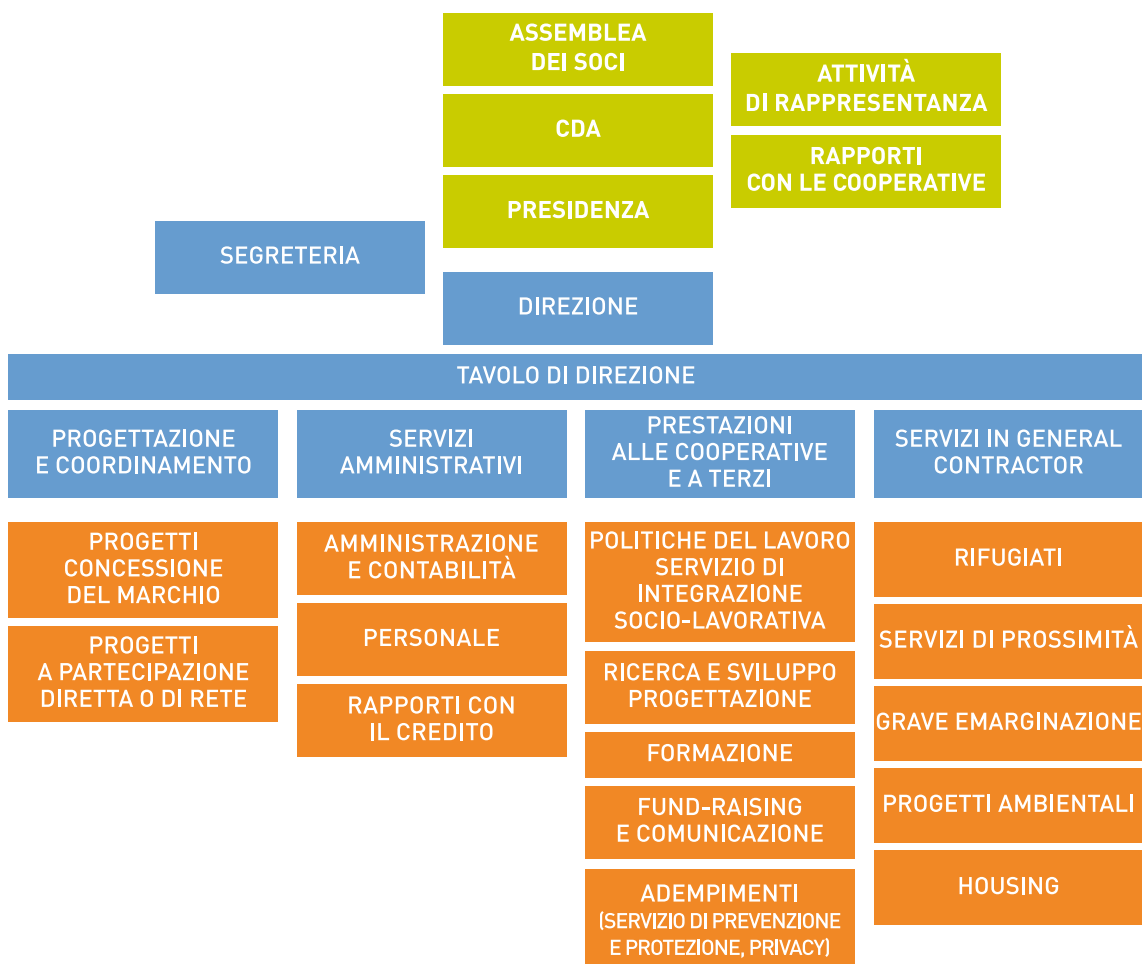 ASSEMBLEA
DEI SOCI
ATTIVITÀ
DI RAPPRESENTANZA
CDA
RAPPORTI
CON LE COOPERATIVE
PRESIDENZA
SEGRETERIA
DIREZIONE
TAVOLO DI DIREZIONE
PROGETTAZIONE
E COORDINAMENTO
SERVIZI
AMMINISTRATIVI
PRESTAZIONI
ALLE COOPERATIVE
E A TERZI
SERVIZI IN GENERAL
CONTRACTOR
PROGETTI
CONCESSIONE
DEL MARCHIO
PROGETTI
A PARTECIPAZIONE
DIRETTA O DI RETE
AMMINISTRAZIONE
E CONTABILITÀ
PERSONALE
RAPPORTI CON
IL CREDITO
POLITICHE DEL LAVORO
SERVIZIO DI
INTEGRAZIONE
SOCIO-LAVORATIVA
RICERCA E SVILUPPO
PROGETTAZIONE
FORMAZIONE
FUND-RAISING
E COMUNICAZIONE
ADEMPIMENTI
(SERVIZIO DI PREVENZIONE
E PROTEZIONE, PRIVACY)
RIFUGIATI
SERVIZI DI PROSSIMITÀ
GRAVE EMARGINAZIONE
PROGETTI AMBIENTALI
HOUSING